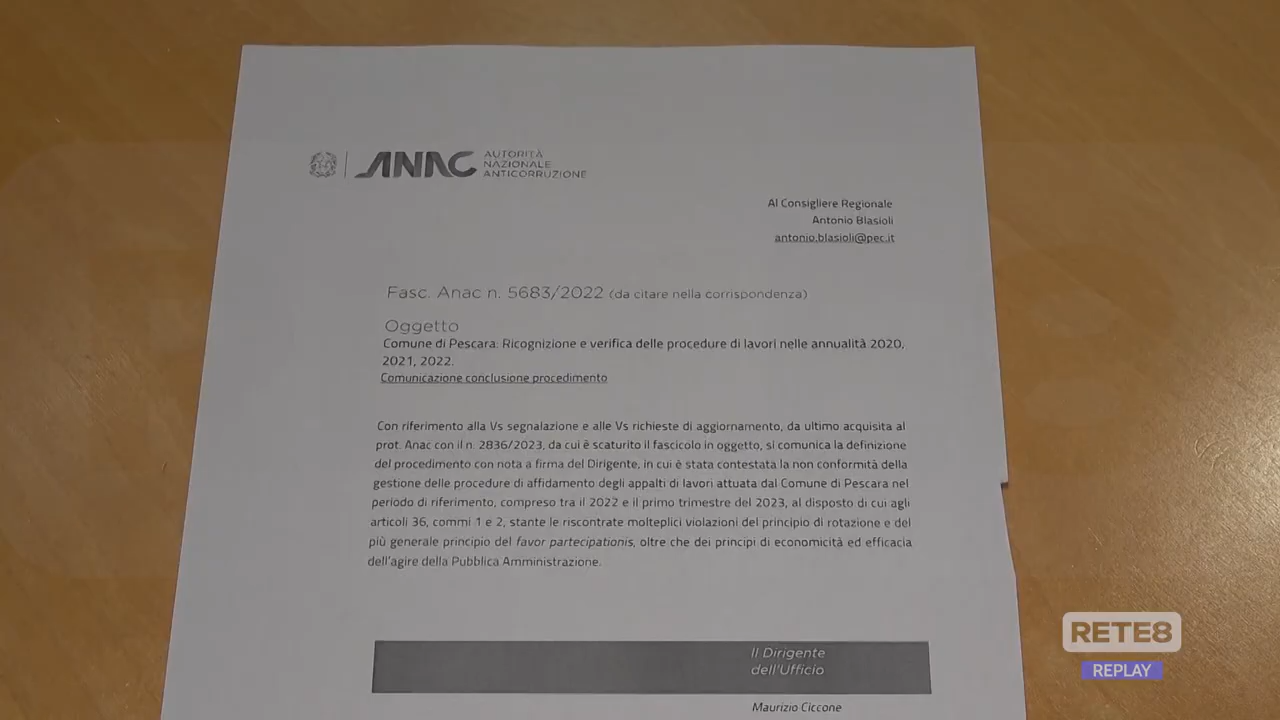 ANAC
AUTORITÀ
NAZIONALE
ANTICORRUZIONE
Al Consigliere Regionale
Antonio Blasioli
antonio.blasioli@pec.it
Fasc. Anac n. 5683/2022 (da citare nella corrispondenza)
Oggetto
Comune di Pescara: Ricognizione e verifica delle procedure di lavori nelle annualità 2020,
2021, 2022.
Comunicazione conclusione procedimento
Con riferimento alla Vs segnalazione e alle Vs richieste di aggiornamento, da ultimo acquisita al
prot. Anac con il n. 2836/2023, da cui è scaturito il fascicolo in oggetto, si comunica la definizione
del procedimento con nota a firma del Dirigente, in cui è stata contestata la non conformità della
gestione delle procedure di affidamento degli appalti di lavori attuata dal Comune di Pescara nel
periodo di riferimento, compreso tra il 2022 e il primo trimestre del 2023, al disposto di cui agli
articoli 36, commi 1 e 2, stante le riscontrate molteplici violazioni del principio di rotazione e del
più generale principio del favor partecipationis, oltre che dei principi di economicità ed efficacia
dell'agire della Pubblica Amministrazione.
Il Dirigente
dell'Ufficio
Maurizio Ciccone
RETE8
REPLAY